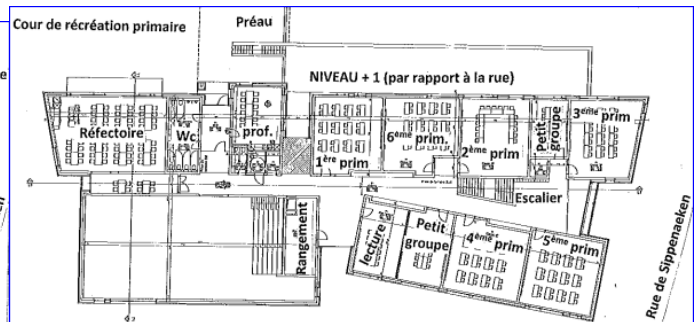 Cour de récréation primaire
Préau
e
NIVEAU + 1 (par rapport à la rue)
Réfectoire
Wc
prof.
1ère prim
6ème prim.
2ème prim
Petit groupe
3ème prim
Escalier
Rangement
lecture
Petit
groupe
4ème prim
5ème prim
Rue de Sippenaeken